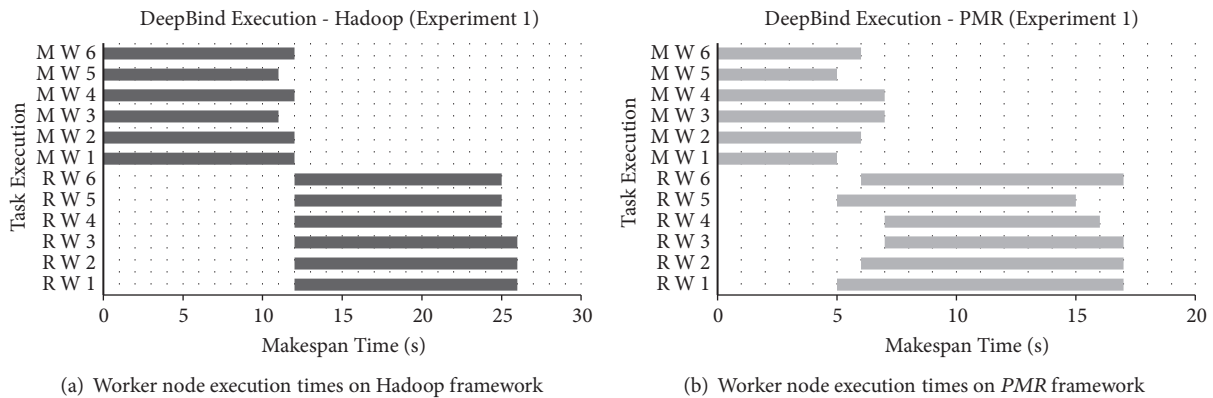 DeepBind Execution - Hadoop (Experiment 1)
Task Execution
M W 6
M W 5
M W 4
M W 3
M W 2
M W 1
R W 6
R W 5
R W 4
R W 3
R W 2
R W 1
0 5 10 15 20 25 30
Makespan Time (s)
(a) Worker node execution times on Hadoop framework
DeepBind Execution - PMR (Experiment 1)
Task Execution
M W 6
M W 5
M W 4
M W 3
M W 2
M W 1
R W 6
R W 5
R W 4
R W 3
R W 2
R W 1
0 5 10 15 20
Makespan Time (s)
(b) Worker node execution times on PMR framework